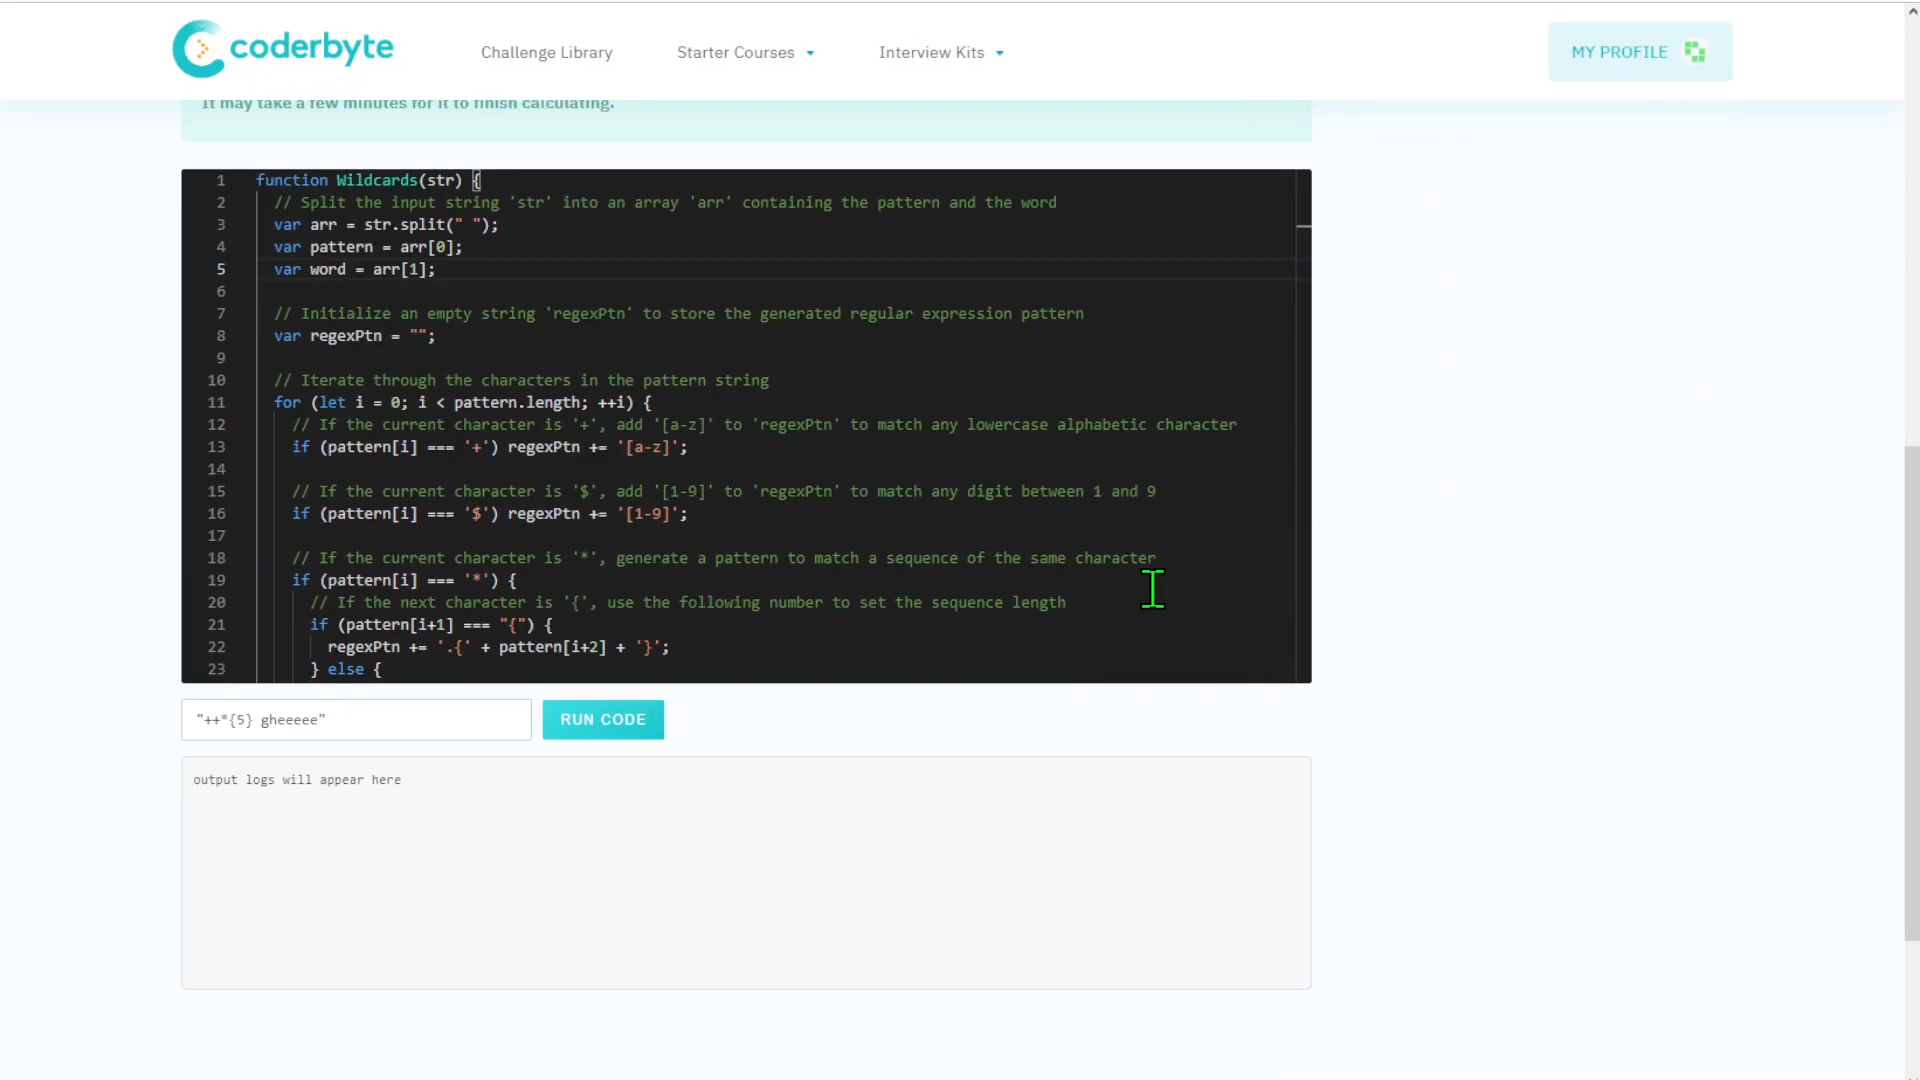 coderbyte
Challenge Library
Starter Courses
Interview Kits
MY PROFILE
It may take a few minutes for it to finish calculating.
1 function Wildcards(str) {
2 // Split the input string 'str' into an array 'arr' containing the pattern and the word
3 var arr = str.split(" ");
4 var pattern = arr[0];
5 var word = arr[1];
6
7 // Initialize an empty string 'regexPtn' to store the generated regular expression pattern
8 var regexPtn = "";
9
10 // Iterate through the characters in the pattern string
11 for (let i = 0; i < pattern.length; ++i) {
12 // If the current character is '+', add '[a-z]' to 'regexPtn' to match any lowercase alphabetic character
13 if (pattern[i] === '+') regexPtn += '[a-z]';
14
15 // If the current character is '$', add '[1-9]' to 'regexPtn' to match any digit between 1 and 9
16 if (pattern[i] === '$') regexPtn += '[1-9]';
17
18 // If the current character is '*', generate a pattern to match a sequence of the same character
19 if (pattern[i] === '*') {
20 // If the next character is '{', use the following number to set the sequence length
21 if (pattern[i+1] === "{") {
22 regexPtn += '.{' + pattern[i+2] + '}';
23 } else {
"++*{5} gheeeee"
RUN CODE
output logs will appear here